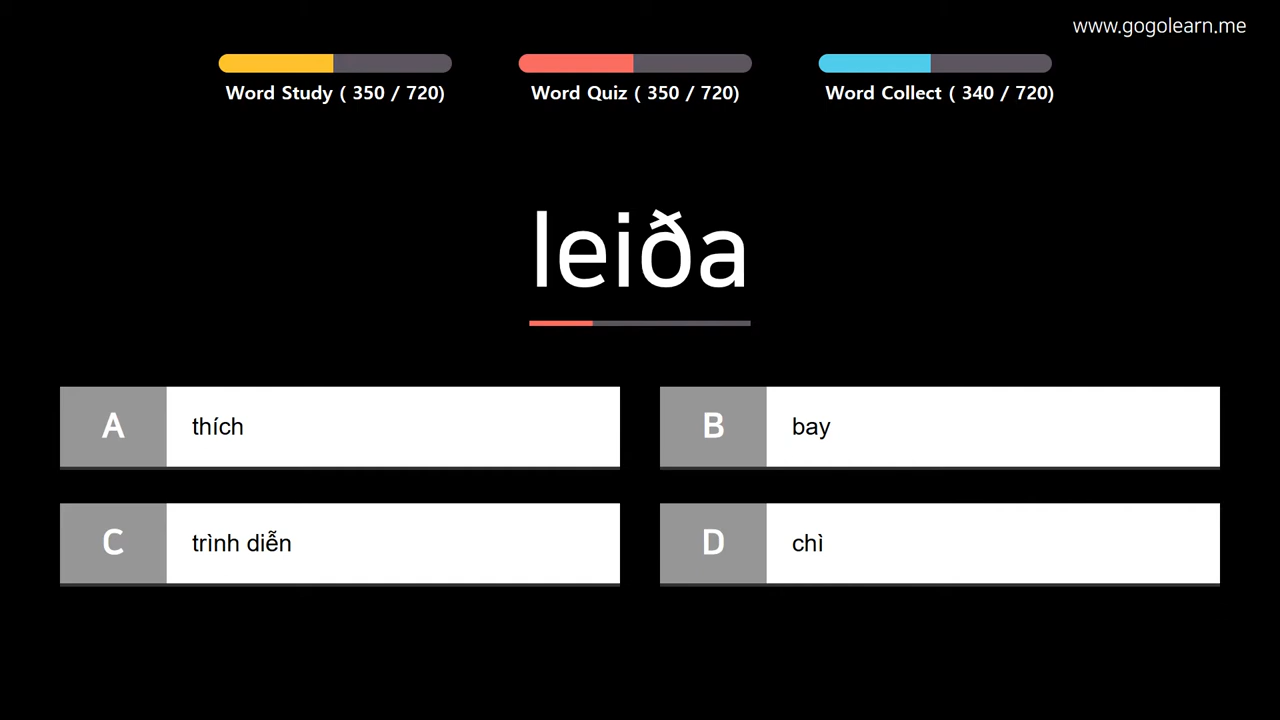 www.gogolearn.me
Word Study ( 350 / 720)
Word Quiz ( 350 / 720)
Word Collect ( 340 / 720)
leiða
A thích
B bay
C trình diễn
D chì